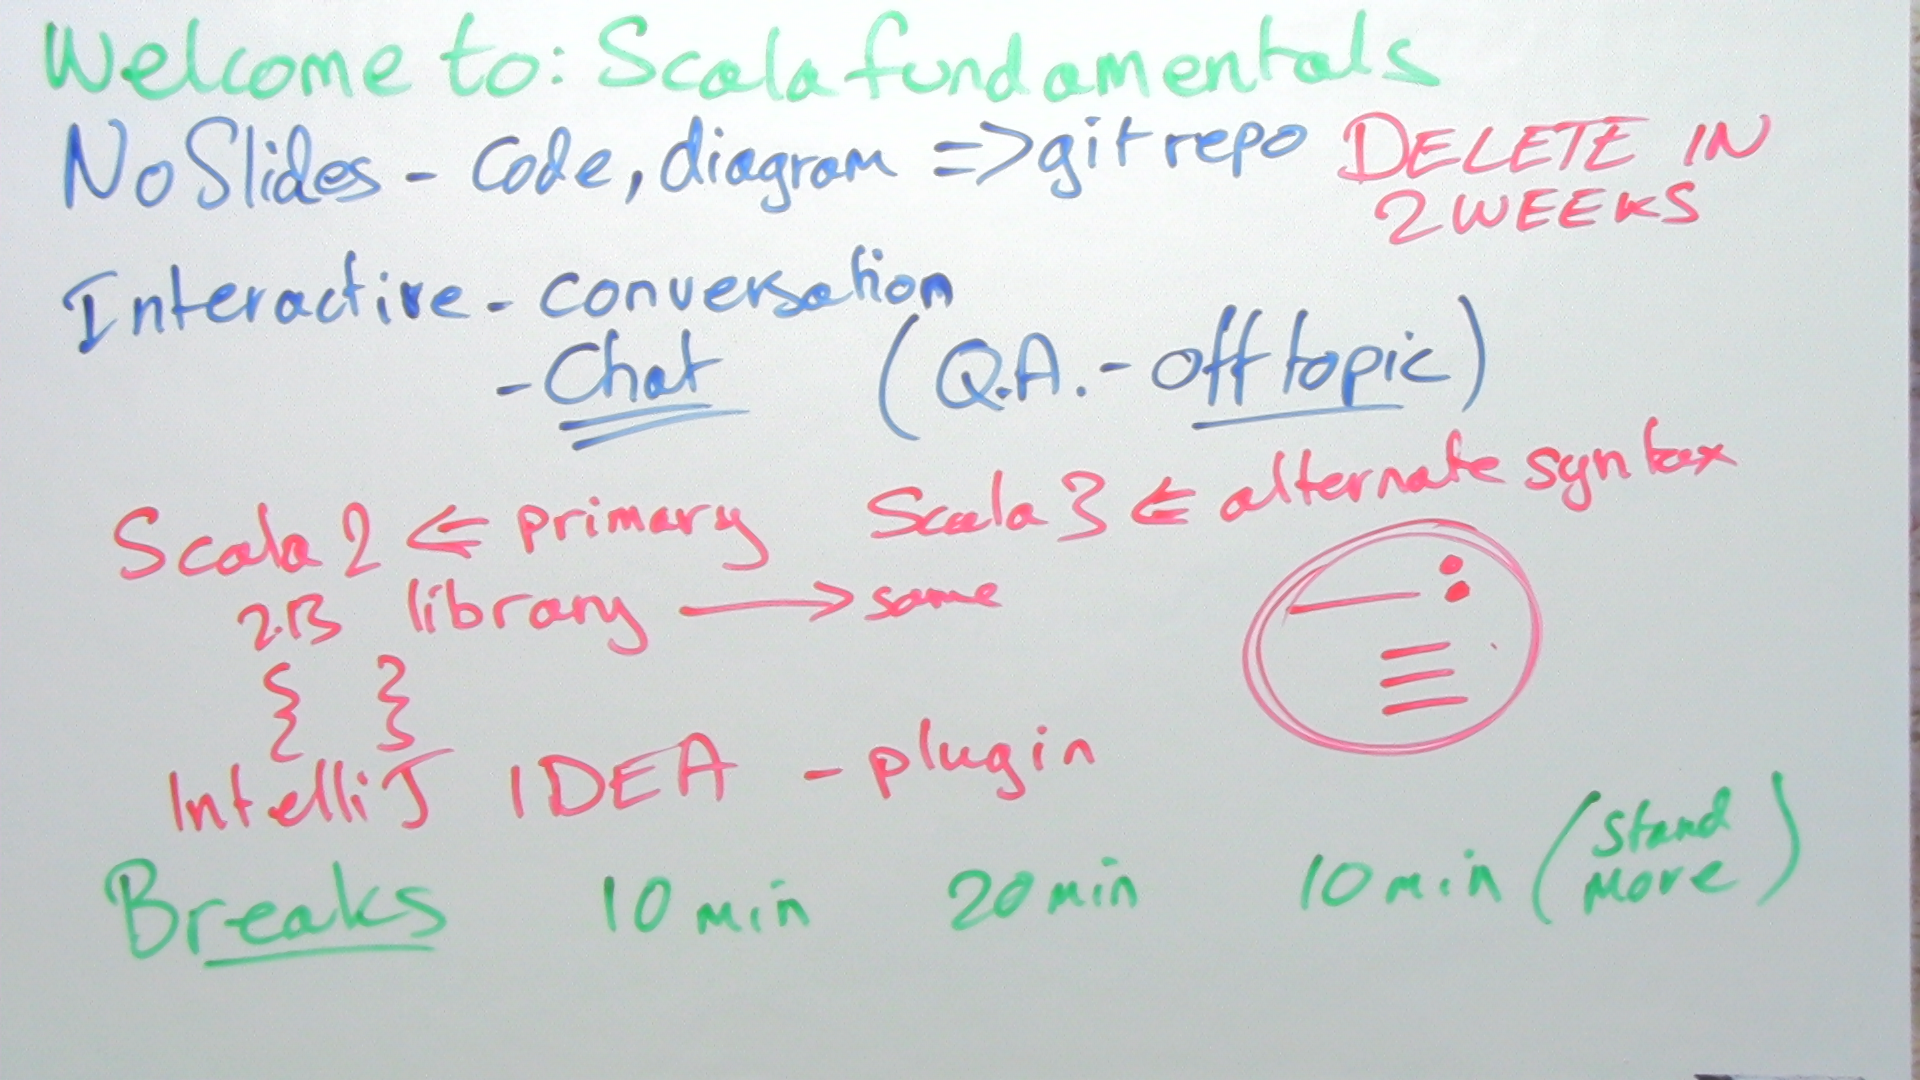 Welcome to: Scala fundamentals
No Slides - Code, diagram => git repo DELETE IN
2 WEEKS
Interactive - conversation
- Chat (Q.A. - off topic)
Scala 2 <= primary Scala 3 <= alternate syntax
2.13 library → same
{ }
IntelliJ IDEA - plugin
Breaks 10 min 20 min 10 min (Stand
Move)